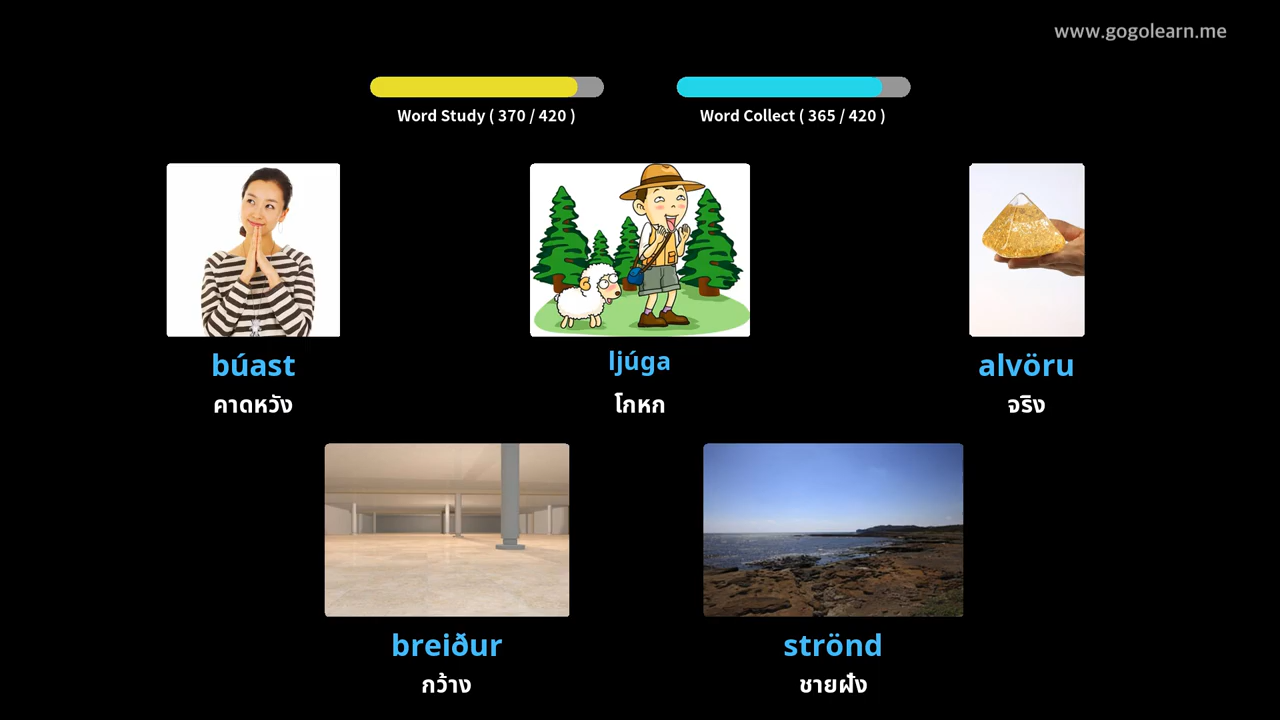 www.gogolearn.me
Word Study ( 370 / 420 )
Word Collect ( 365 / 420 )
búast
ljúga
alvöru
คาดหวัง
โกหก
จริง
breiður
strönd
กว้าง
ชายฝั่ง